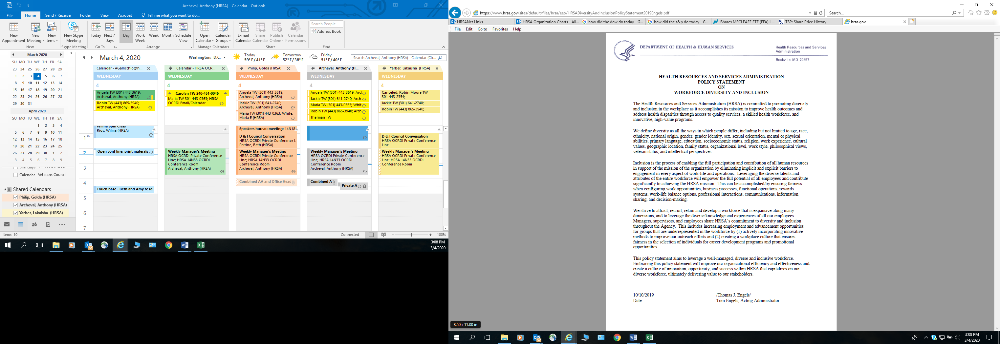 Archeval, Anthony (HRSA) - Calendar - Outlook
File Home Send / Receive Folder View Acrobat Tell me what you want to do...
New Appointment
New Meeting
New Items
New Skype Meeting
Today
Next 7 Days
Day
Work Week
Week
Month
Schedule View
Open Calendar
Calendar Groups
E-mail Calendar
Share Calendar
Publish Online
Calendar Permissions
Search People
Address Book
New
Skype Meeting
Go To
Arrange
Manage Calendars
Share
Find
March 2020
SU MO TU WE TH FR SA
23 24 25 26 27 28 29
1 2 3 4 5 6 7
8 9 10 11 12 13 14
15 16 17 18 19 20 21
22 23 24 25 26 27 28
29 30 31
April 2020
SU MO TU WE TH FR SA
1 2 3 4
5 6 7 8 9 10 11
12 13 14 15 16 17 18
19 20 21 22 23 24 25
26 27 28 29 30 1 2
3 4 5 6 7 8 9
Calendar - Veterans Council
Shared Calendars
Philip, Golda (HRSA)
Archeval, Anthony (HRSA)
Yarber, Lakaisha (HRSA)
March 4, 2020
Washington, D.C.
Today
59° F / 41° F
Tomorrow
52° F / 38° F
Friday
51° F / 40° F
Search Archeval, Anthony (HRSA) - Calendar (Ctr...
Calendar - AGallicchio@h...
WEDNESDAY
4
Angela TW (301) 443-3619;
Archeval, Anthony (HRSA)
Robin TW (443) 865-3940;
Archeval, Anthony (HRSA)
1 PM
2
3
4
5
6
7
Wilma Spin Class
Rios, Wilma (HRSA)
Open conf line, print materals
Touch base - Beth and Amy re re
Calendar - HRSA OCR...
WEDNESDAY
4
Carolyn TW 240-461-0046
Maria TW 301-443-0363; HRSA
OCRDI Email/Calendar
Weekly Manager's Meeting
HRSA OCRDI Private Conference
Line; HRSA 14N33 OCRDI
Conference Room
Archeval, Anthony (HRSA)
Philip, Golda (HRSA)
WEDNESDAY
4
Angela TW (301) 443-3619;
Archeval, Anthony (HRSA)
Jackie TW (301) 641-2740;
Archeval, Anthony (HRSA)
Maria TW (301) 443-0363; White,
Maria E (HRSA)
Speakers bureau meeting; 14N18
D & I Council Conversation
HRSA OCRDI Private Conference L
Perrine, Beth (HRSA)
Weekly Manager's Meeting
HRSA OCRDI Private Conference
Line; HRSA 14N33 OCRDI
Conference Room
Archeval, Anthony (HRSA)
Combined AA and Office Head
Archeval, Anthony (H...
WEDNESDAY
4
Angela TW (301) 443-3619; Arcl
Jackie TW (301) 641-2740; Arch
Maria TW (301) 443-0363; Whit
Robin TW (443) 865-3940; Arch
Therman TW
Weekly Manager's Meeting
HRSA OCRDI Private Conference
Line; HRSA 14N33 OCRDI
Conference Room
Archeval, Anthony (HRSA)
Combined A
Private A
Yarber, Lakaisha (HRSA)
WEDNESDAY
4
Canceled: Robin Moore TW
301-443-2354;
Jackie TW (301) 641-2740;
Robin TW (443) 865-3940;
D & I Council Conversation
HRSA OCRDI Private Conference
Line
Weekly Manager's Meeting
HRSA OCRDI Private Conference
Line; HRSA 14N33 OCRDI
Conference Room
Items: 10
Connected
100%
3:08 PM
3/4/2020
https://www.hrsa.gov/sites/default/files/hrsa/eeo/HRSADiversityAndInclusionPolicyStatement2019Engels.pdf
Search...
HRSANet Links
HRSA Organization Charts - All...
how did the dow do today - G...
how did the s&p do today - G...
iShares MSCI EAFE ETF (EFA) L...
TSP: Share Price History
hrsa.gov
File Edit Go to Favorites Help
DEPARTMENT OF HEALTH & HUMAN SERVICES
Health Resources and Services
Administration
Rockville MD 20857
HEALTH RESOURCES AND SERVICES ADMINISTRATION
POLICY STATEMENT
ON
WORKFORCE DIVERSITY AND INCLUSION
The Health Resources and Services Administration (HRSA) is committed to promoting diversity
and inclusion in the workplace as it accomplishes its mission to improve health outcomes and
address health disparities through access to quality services, a skilled health workforce, and
innovative, high-value programs.
We define diversity as all the ways in which people differ, including but not limited to age, race,
ethnicity, national origin, gender, gender identity, sex, sexual orientation, mental or physical
abilities, primary language, education, socioeconomic status, religion, work experience, cultural
values, geographic location, family status, organizational level, work style, philosophical views,
veteran status, and intellectual perspectives.
Inclusion is the process of enabling the full participation and contribution of all human resources
in support of the mission of the organization by eliminating implicit and explicit barriers to
engagement in every aspect of work-life and operations. Leveraging the diverse talents and
attributes of the entire workforce will empower the full potential of all employees and contribute
significantly to achieving the HRSA mission. This can be accomplished by ensuring fairness
when configuring work opportunities, business processes, functional operations, rewards
systems, work-life balance options, professional interactions, communications, information
sharing, and decision-making.
We strive to attract, recruit, retain and develop a workforce that is expansive along many
dimensions, and to leverage the diverse knowledge and experiences of all our employees.
Managers, supervisors, and employees share HRSA's commitment to diversity and inclusion
throughout the Agency. This includes increasing employment and advancement opportunities
for groups that are underrepresented in the workforce by (1) actively incorporating innovative
methods to improve our outreach efforts and (2) creating a workplace culture that ensures
fairness in the selection of individuals for career development programs and promotional
opportunities.
This policy statement aims to leverage a well-managed, diverse and inclusive workforce.
Embracing this policy statement will improve our organizational efficiency and effectiveness and
create a culture of innovation, opportunity, and success within HRSA that capitalizes on our
diverse workforce, ultimately delivering value to our stakeholders.
10/10/2019 /Thomas J. Engels/
Date Tom Engels, Acting Administrator
8.50 x 11.00 in
3:08 PM
3/4/2020